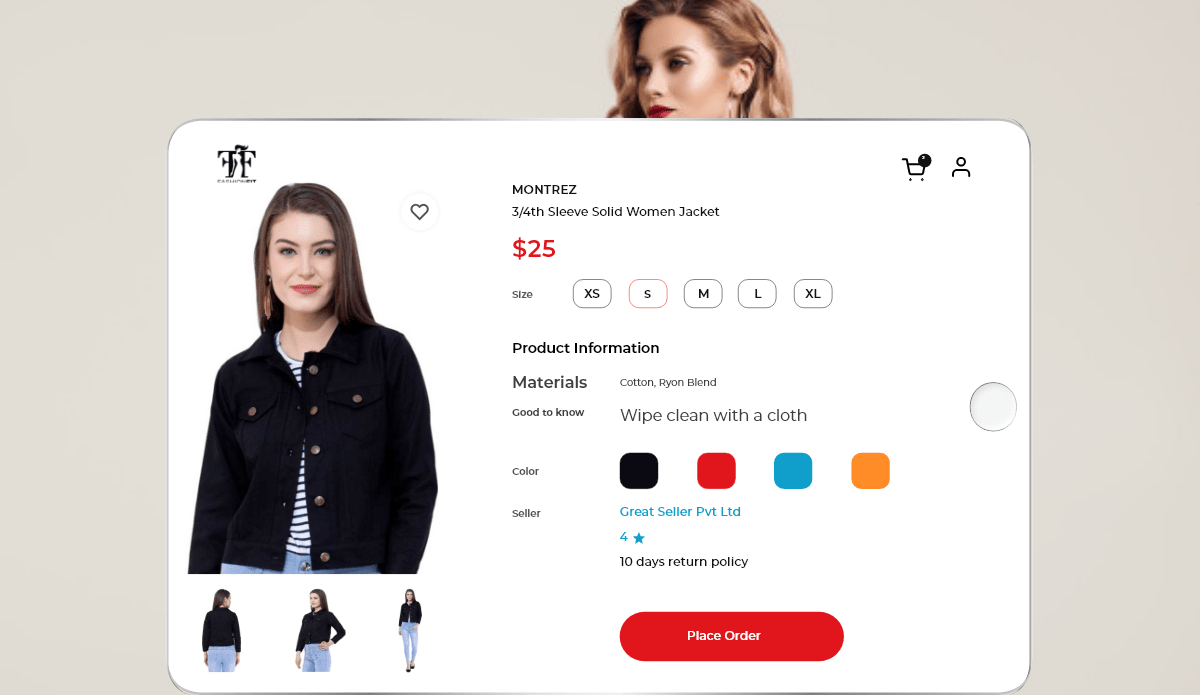 FASHIONFIT
MONTREZ
3/4th Sleeve Solid Women Jacket
$25
Size XS S M L XL
Product Information
Materials Cotton, Ryon Blend
Good to know Wipe clean with a cloth
Color
Seller Great Seller Pvt Ltd
4
10 days return policy
Place Order